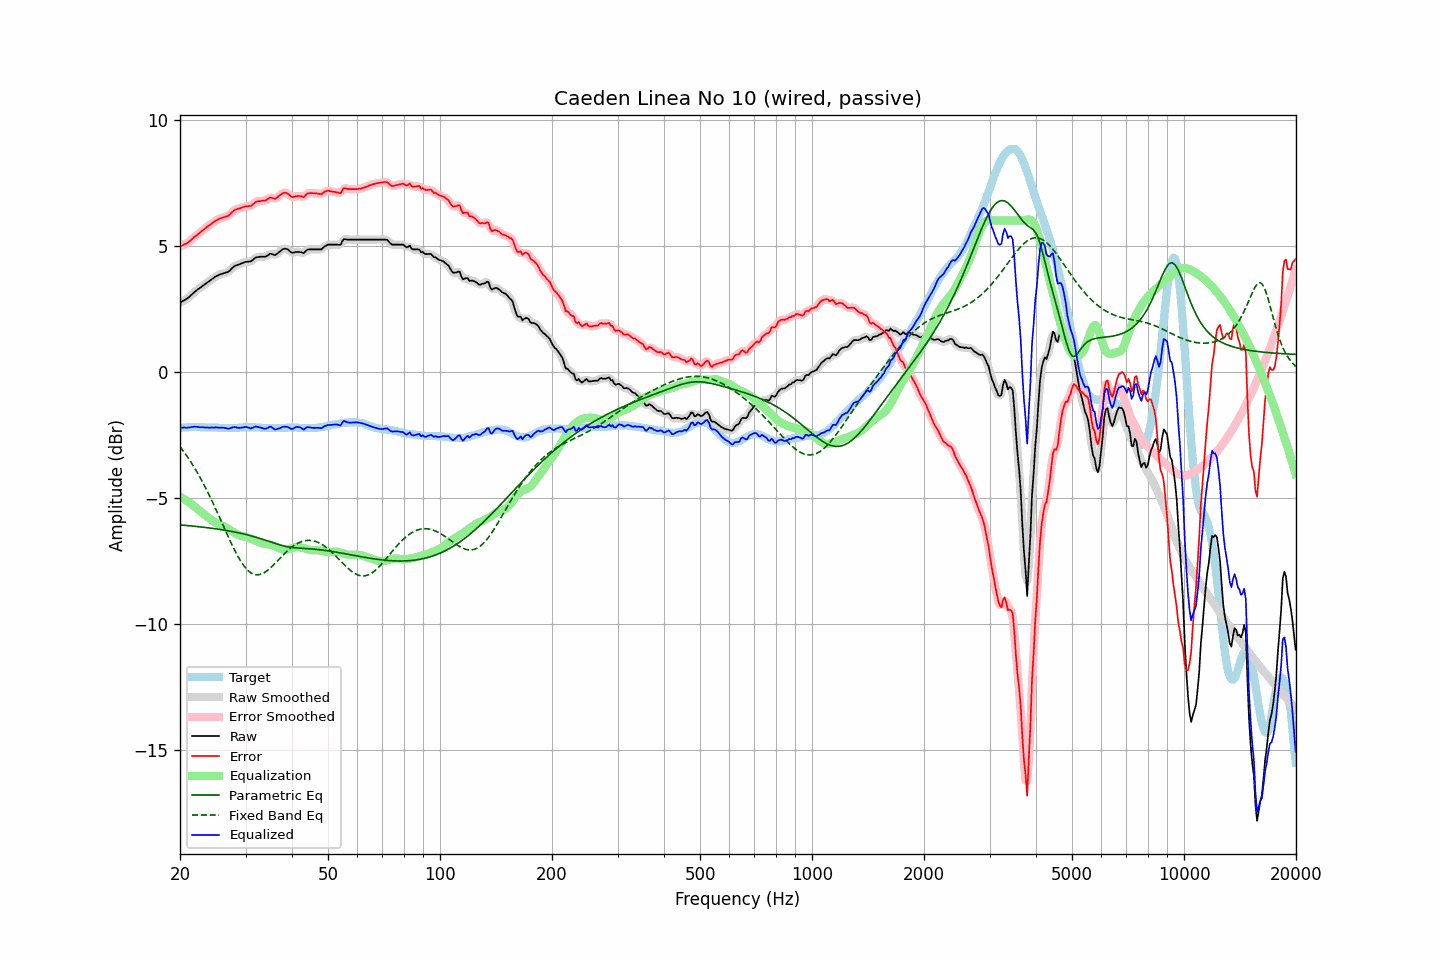 Caeden Linea No 10 (wired, passive)
10
5
0
−5
−10
−15
Amplitude (dBr)
Target
Raw Smoothed
Error Smoothed
Raw
Error
Equalization
Parametric Eq
Fixed Band Eq
Equalized
20 50 100 200 500 1000 2000 5000 10000 20000
Frequency (Hz)